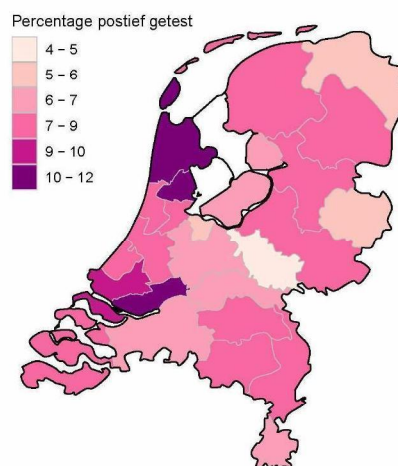 Percentage postief getest
4 – 5
5 – 6
6 – 7
7 – 9
9 – 10
10 – 12